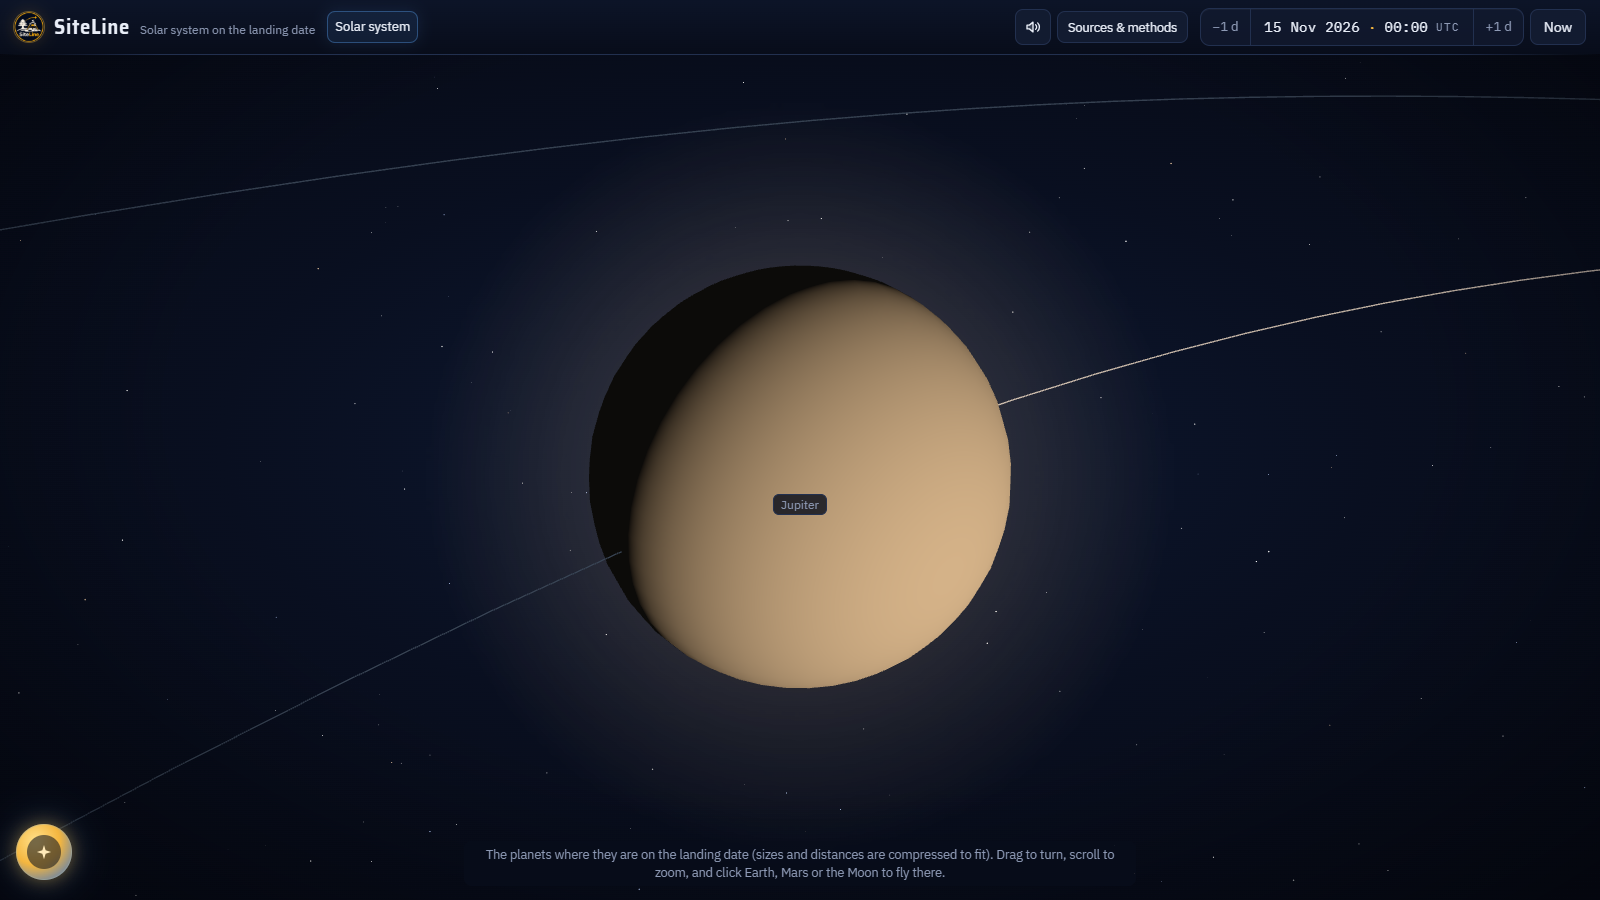 SiteLine Solar system on the landing date Solar system Sources & methods −1 d 15 Nov 2026 · 00:00 UTC +1 d Now
Jupiter
The planets where they are on the landing date (sizes and distances are compressed to fit). Drag to turn, scroll to
zoom, and click Earth, Mars or the Moon to fly there.